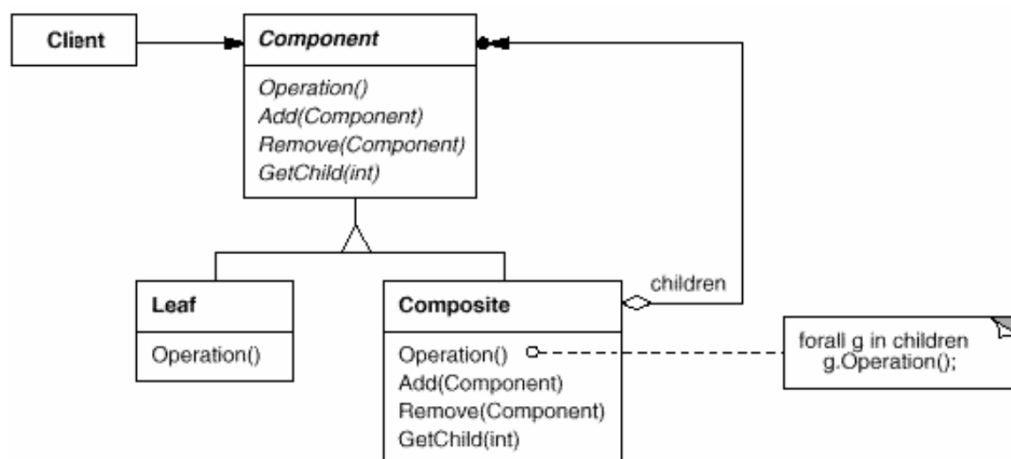 Client
Component
Operation()
Add(Component)
Remove(Component)
GetChild(int)
Leaf
Operation()
Composite
Operation()
Add(Component)
Remove(Component)
GetChild(int)
children
forall g in children
g.Operation();